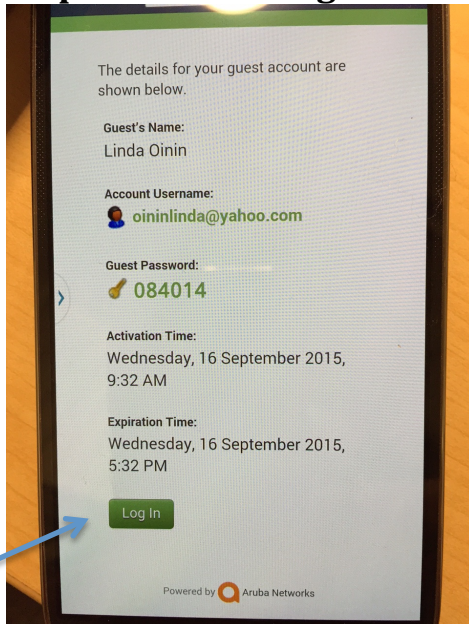 The details for your guest account are
shown below.
Guest's Name:
Linda Oinin
Account Username:
oininlinda@yahoo.com
Guest Password:
084014
Activation Time:
Wednesday, 16 September 2015,
9:32 AM
Expiration Time:
Wednesday, 16 September 2015,
5:32 PM
Log In
Powered by Aruba Networks